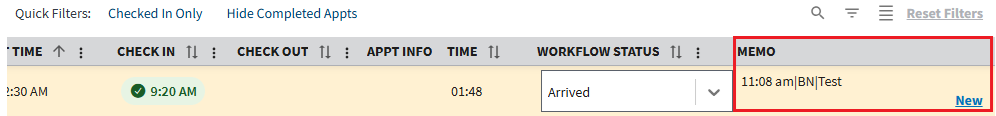 Quick Filters: Checked In Only Hide Completed Appts Reset Filters
T TIME CHECK IN CHECK OUT APPT INFO TIME WORKFLOW STATUS MEMO
2:30 AM 9:20 AM 01:48 Arrived 11:08 am|BN|Test
New